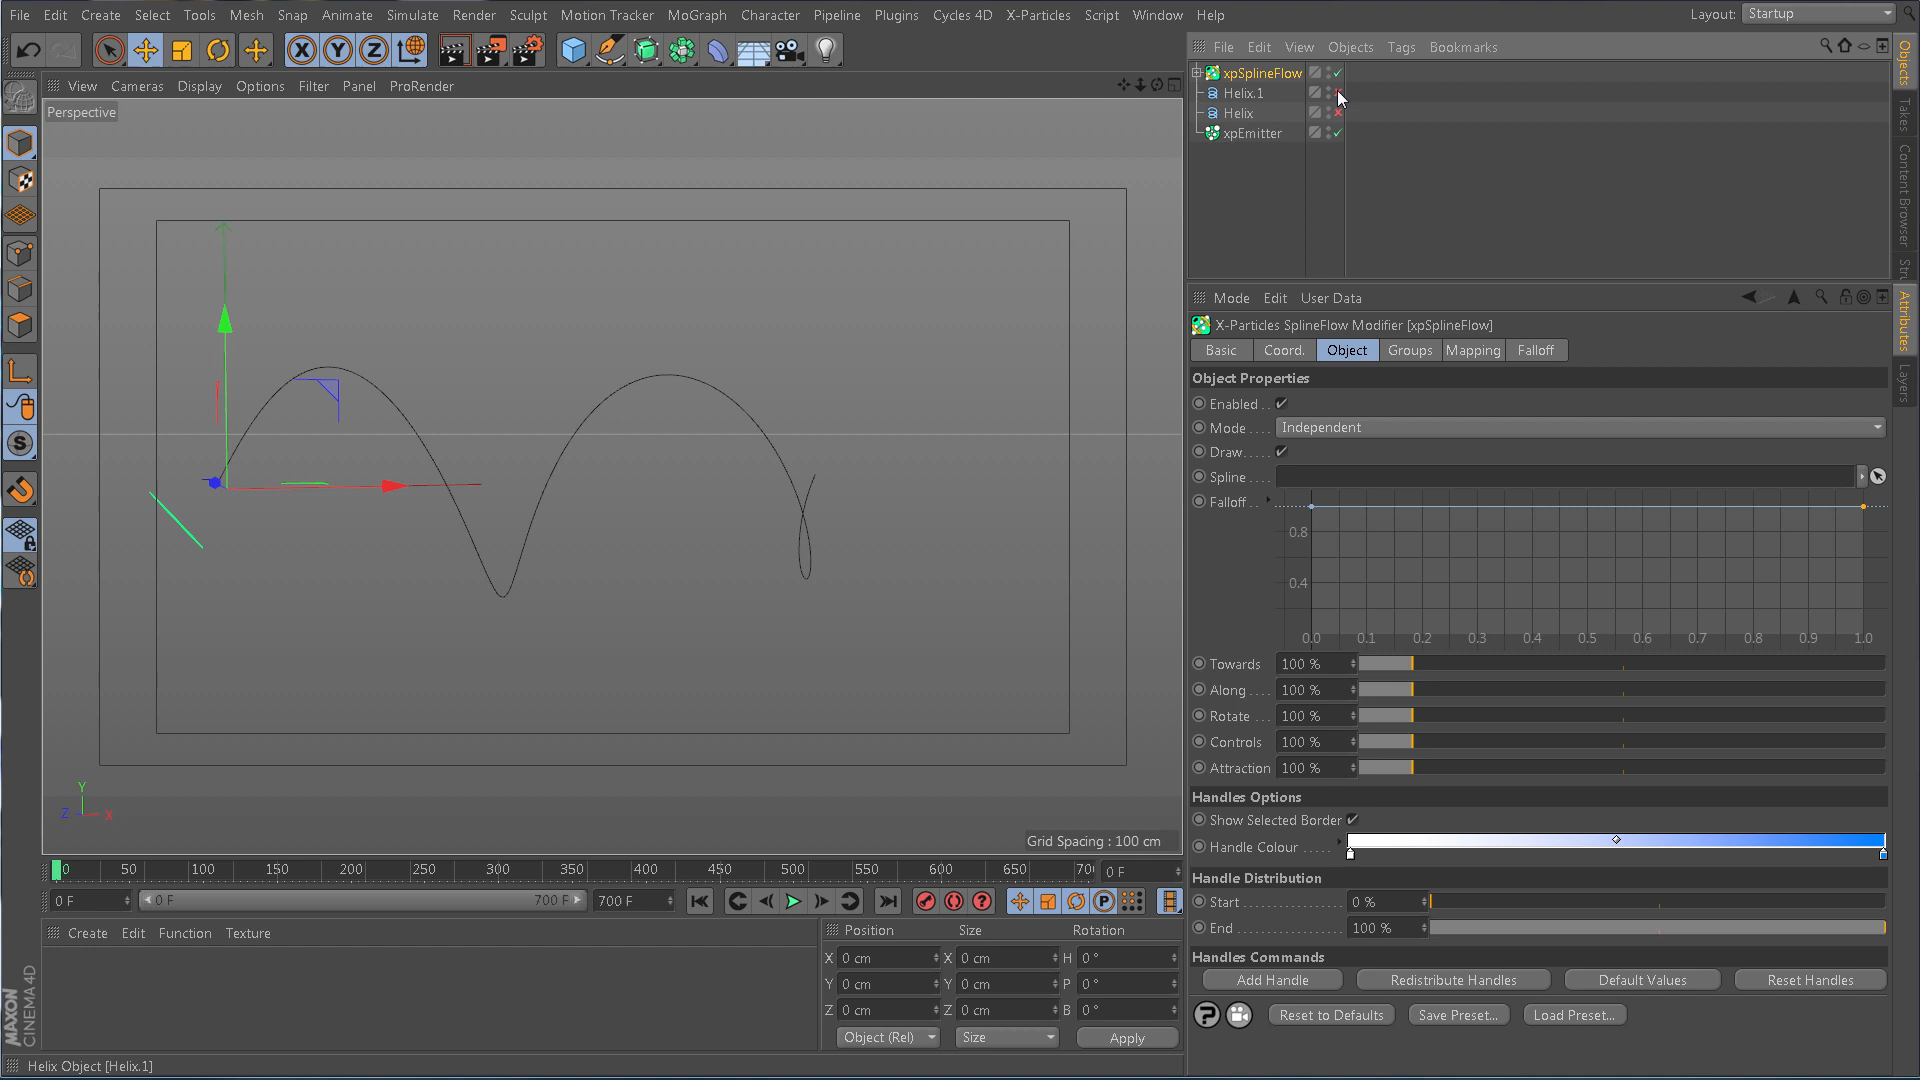 File Edit Create Select Tools Mesh Snap Animate Simulate Render Sculpt Motion Tracker MoGraph Character Pipeline Plugins Cycles 4D X-Particles Script Window Help Layout: Startup
X Y Z
File Edit View Objects Tags Bookmarks
View Cameras Display Options Filter Panel ProRender
Perspective
xpSplineFlow
Helix.1
Helix
xpEmitter
Objects
Takes
Content Browser
Attributes
Layers
Mode Edit User Data
X-Particles SplineFlow Modifier [xpSplineFlow]
Basic Coord. Object Groups Mapping Falloff
Object Properties
Enabled . .
Mode . . . . Independent
Draw. . . .
Spline . . . .
Falloff . .
0.8
0.4
0.0 0.1 0.2 0.3 0.4 0.5 0.6 0.7 0.8 0.9 1.0
Towards 100 %
Along . . . . 100 %
Rotate . . . 100 %
Controls 100 %
Attraction 100 %
Handles Options
Show Selected Border
Handle Colour . . . . .
Handle Distribution
Start . . . . . . . . . . . . . . . . 0 %
End . . . . . . . . . . . . . . . . . 100 %
Handles Commands
Add Handle Redistribute Handles Default Values Reset Handles
? Reset to Defaults Save Preset... Load Preset...
Y
Z X
Grid Spacing : 100 cm
0 50 100 150 200 250 300 350 400 450 500 550 600 650 0 F
0 F 0 F 700 F 700 F
Create Edit Function Texture
Position Size Rotation
X 0 cm X 0 cm H 0 °
Y 0 cm Y 0 cm P 0 °
Z 0 cm Z 0 cm B 0 °
Object (Rel) Size Apply
MAXON
CINEMA 4D
Helix Object [Helix.1]